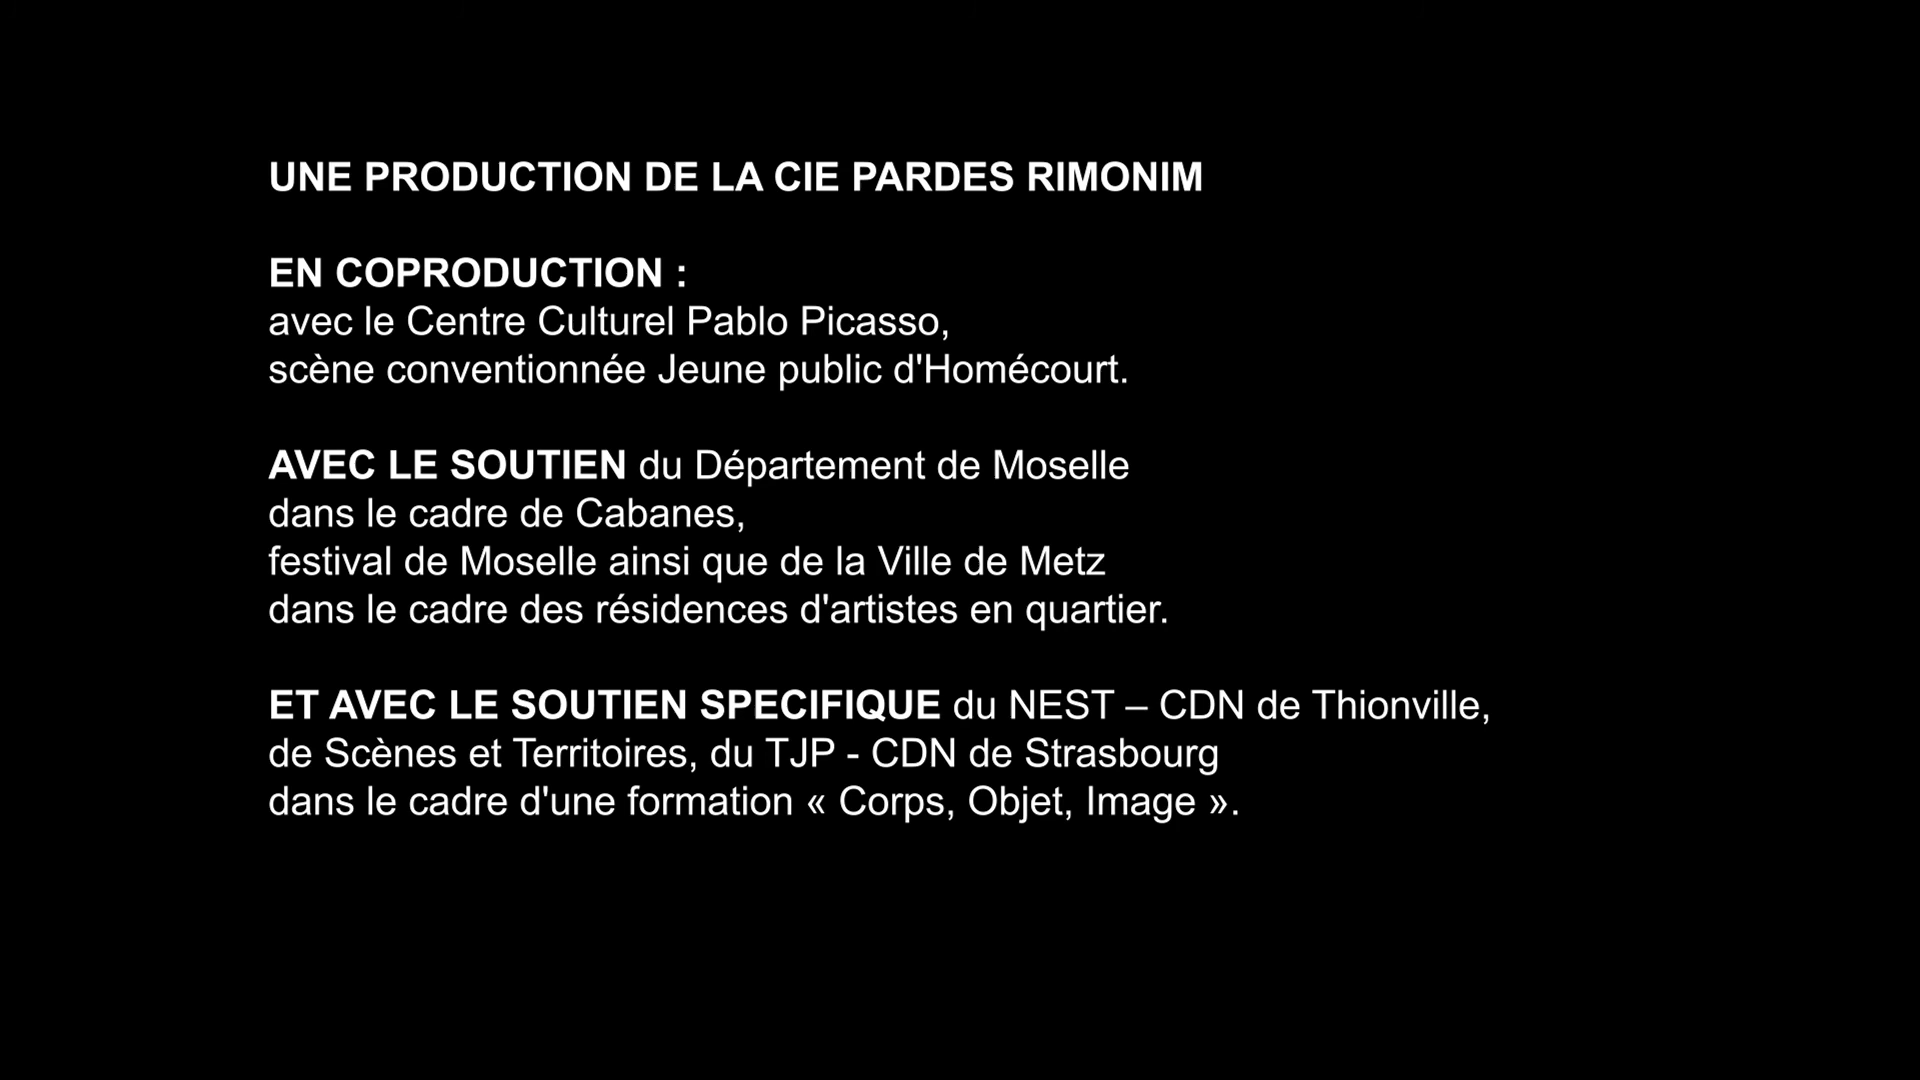 UNE PRODUCTION DE LA CIE PARDES RIMONIM
EN COPRODUCTION :
avec le Centre Culturel Pablo Picasso,
scène conventionnée Jeune public d'Homécourt.
AVEC LE SOUTIEN du Département de Moselle
dans le cadre de Cabanes,
festival de Moselle ainsi que de la Ville de Metz
dans le cadre des résidences d'artistes en quartier.
ET AVEC LE SOUTIEN SPECIFIQUE du NEST – CDN de Thionville,
de Scènes et Territoires, du TJP - CDN de Strasbourg
dans le cadre d'une formation « Corps, Objet, Image ».